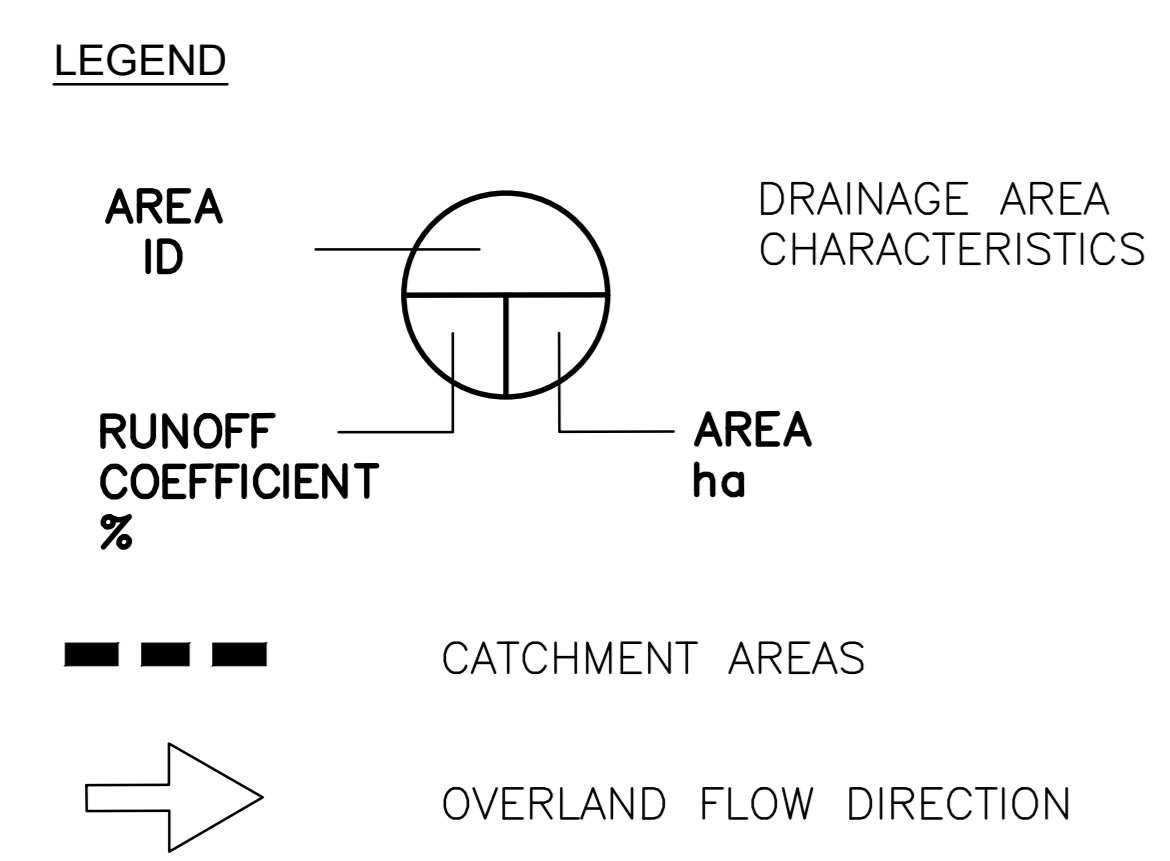 LEGEND
AREA
ID
DRAINAGE AREA
CHARACTERISTICS
RUNOFF
COEFFICIENT
%
AREA
ha
CATCHMENT AREAS
OVERLAND FLOW DIRECTION